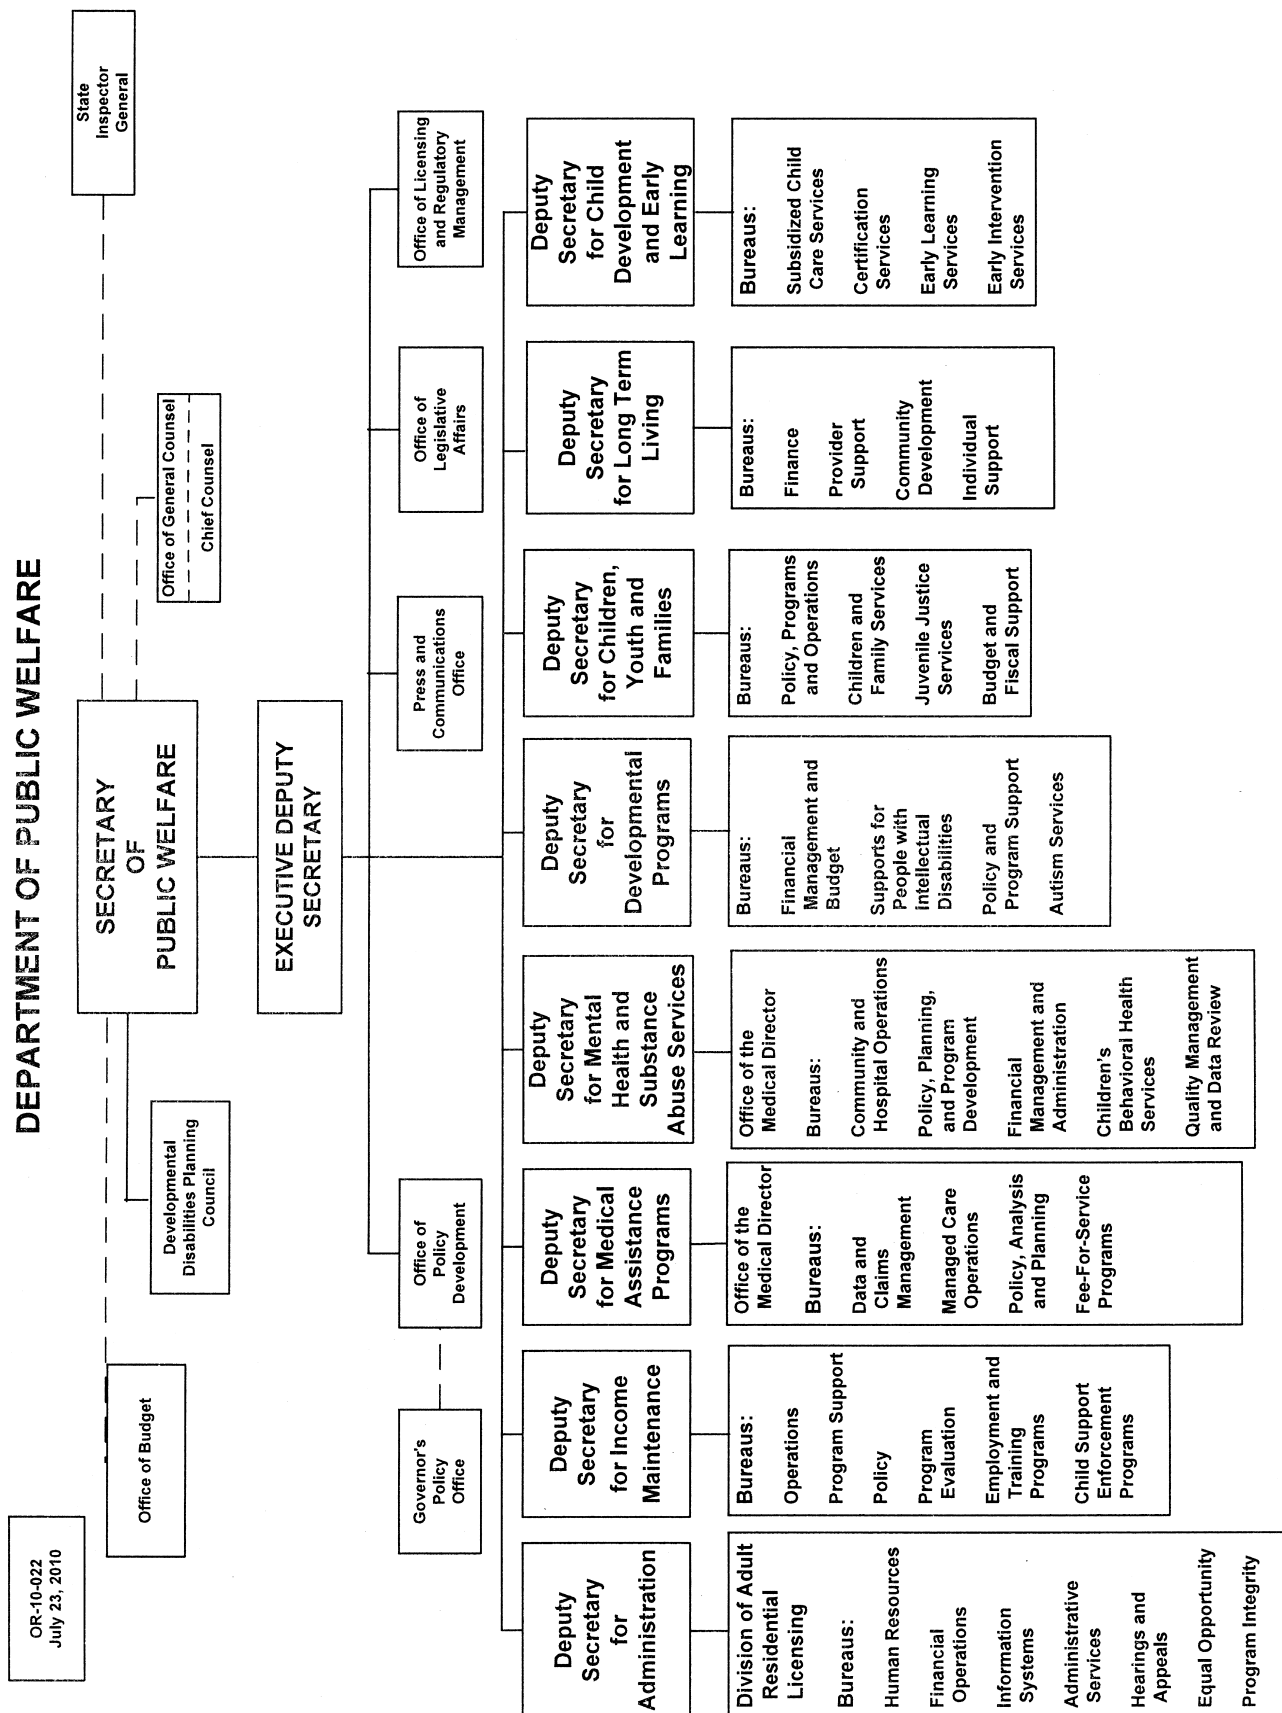 OR-10-022
July 23, 2010
DEPARTMENT OF PUBLIC WELFARE
State
Inspector
General
SECRETARY
OF
PUBLIC WELFARE
Office of General Counsel
Chief Counsel
Developmental
Disabilities Planning
Council
Office of Budget
EXECUTIVE DEPUTY
SECRETARY
Governor's
Policy
Office
Office of
Policy
Development
Press and
Communications
Office
Office of
Legislative
Affairs
Office of Licensing
and Regulatory
Management
Deputy
Secretary
for
Administration
Division of Adult
Residential
Licensing
Bureau:
Human Resources
Financial
Operations
Information
Systems
Administrative
Services
Hearings and
Appeals
Equal Opportunity
Program Integrity
Deputy
Secretary
for Income
Maintenance
Bureaus:
Operations
Program Support
Policy
Program
Evaluation
Employment and
Training
Programs
Child Support
Enforcement
Programs
Deputy
Secretary
for Medical
Assistance
Programs
Office of the
Medical Director
Bureaus:
Data and
Claims
Management
Managed Care
Operations
Policy, Analysis
and Planning
Fee-For-Service
Programs
Deputy
Secretary
for Mental
Health and
Substance
Abuse Services
Office of the
Medical Director
Bureaus:
Community and
Hospital Operations
Policy, Planning,
and Program
Development
Financial
Management and
Administration
Children's
Behavioral Health
Services
Quality Management
and Data Review
Deputy
Secretary
for
Developmental
Programs
Bureaus:
Financial
Management and
Budget
Supports for
People with
Intellectual
Disabilities
Policy and
Program Support
Autism Services
Deputy
Secretary
for Children,
Youth and
Families
Bureaus:
Policy, Programs
and Operations
Children and
Family Services
Juvenile Justice
Services
Budget and
Fiscal Support
Deputy
Secretary
for Long Term
Living
Bureaus:
Finance
Provider
Support
Community
Development
Individual
Support
Deputy
Secretary
for Child
Development
and Early
Learning
Bureaus:
Subsidized Child
Care Services
Certification
Services
Early Learning
Services
Early Intervention
Services